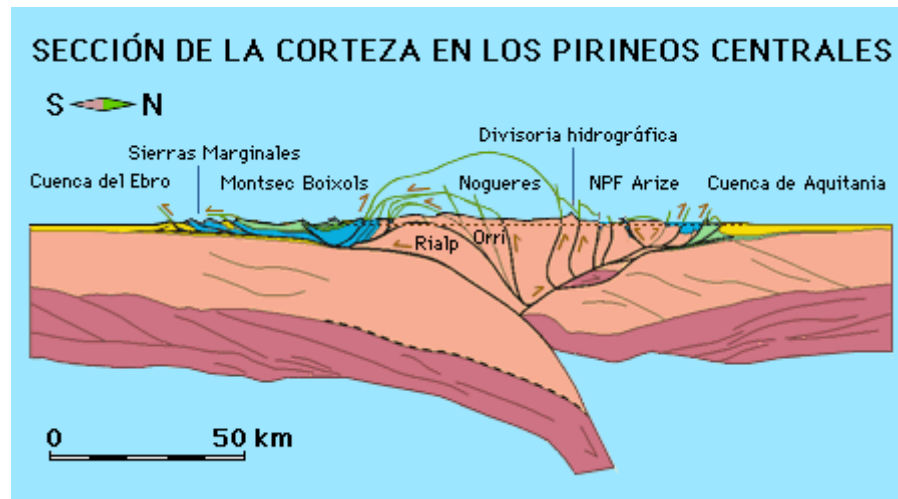 SECCIÓN DE LA CORTEZA EN LOS PIRINEOS CENTRALES
S N
Divisoria hidrográfica
Sierras Marginales
Cuenca del Ebro Montsec Boixols Nogueres NPF Arize Cuenca de Aquitania
Rialp Orri
0 50 km